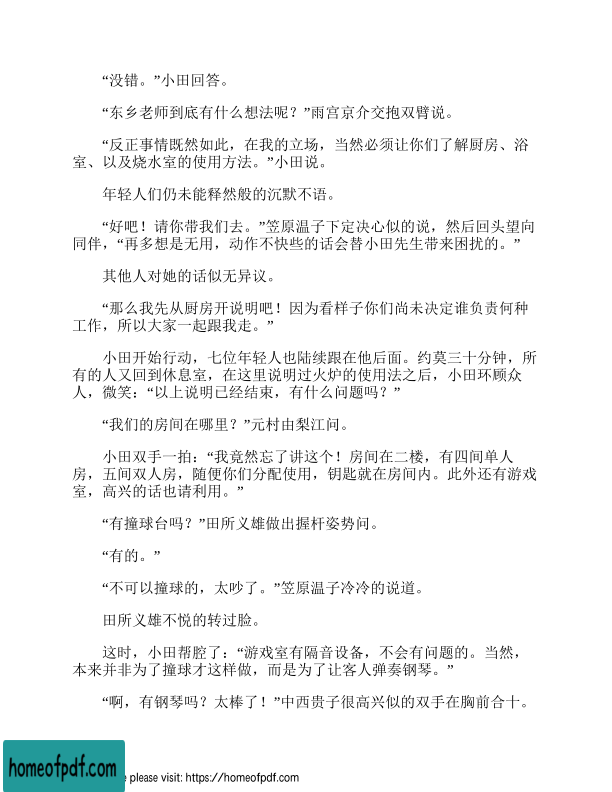 “没错。”小田回答。
“东乡老师到底有什么想法呢？”雨宫京介交抱双臂说。
“反正事情既然如此，在我的立场，当然必须让你们了解厨房、浴
室、以及烧水室的使用方法。”小田说。
年轻人们仍未能释然般的沉默不语。
“好吧！请你带我们去。”笠原温子下定决心似的说，然后回头望向
同伴，“再多想是无用，动作不快些的话会替小田先生带来困扰的。”
其他人对她的话似无异议。
“那么我先从厨房开说明吧！因为看样子你们尚未决定谁负责何种
工作，所以大家一起跟我走。”
小田开始行动，七位年轻人也陆续跟在他后面。约莫三十分钟，所
有的人又回到休息室，在这里说明过火炉的使用法之后，小田环顾众
人，微笑：“以上说明已经结束，有什么问题吗？”
“我们的房间在哪里？”元村由梨江问。
小田双手一拍：“我竟然忘了讲这个！房间在二楼，有四间单人
房，五间双人房，随便你们分配使用，钥匙就在房间内。此外还有游戏
室，高兴的话也请利用。”
“有撞球台吗？”田所义雄做出握杆姿势问。
“有的。”
“不可以撞球的，太吵了。”笠原温子冷冷的说道。
田所义雄不悦的转过脸。
这时，小田帮腔了：“游戏室有隔音设备，不会有问题的。当然，
本来并非为了撞球才这样做，而是为了让客人弹奏钢琴。”
“啊，有钢琴吗？太棒了！”中西贵子很高兴似的双手在胸前合十。
homeofpdf.com
e please visit: https://homeofpdf.com